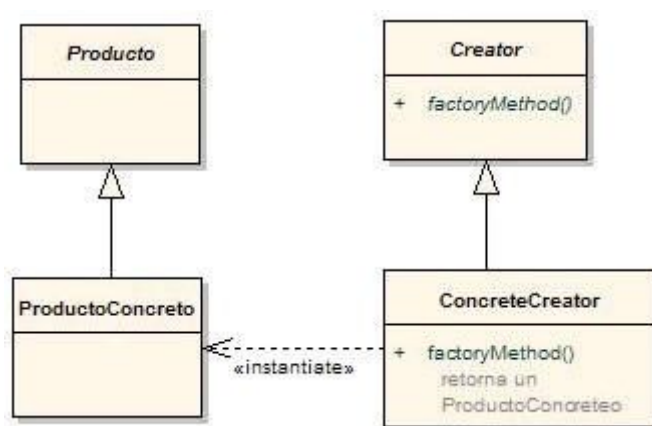 Producto
Creator
+ factoryMethod()
ProductoConcreto
ConcreteCreator
+ factoryMethod()
retorna un
ProductoConcreteo
«instantiate»